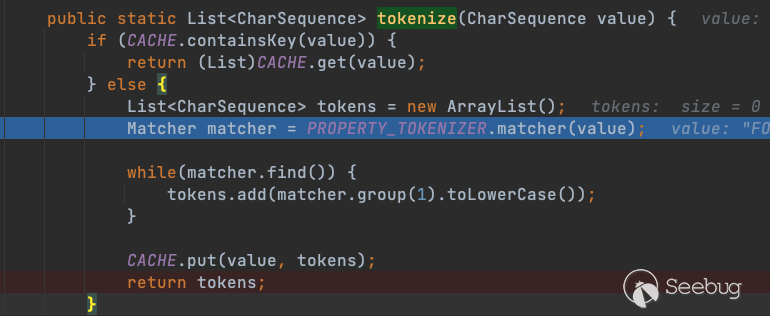 public static List<CharSequence> tokenize(CharSequence value) {   value:
if (CACHE.containsKey(value)) {
return (List)CACHE.get(value);
} else {
List<CharSequence> tokens = new ArrayList();   tokens:  size = 0
Matcher matcher = PROPERTY_TOKENIZER.matcher(value);   value: "FO
while(matcher.find()) {
tokens.add(matcher.group(1).toLowerCase());
}
CACHE.put(value, tokens);
return tokens;
}
Seebug